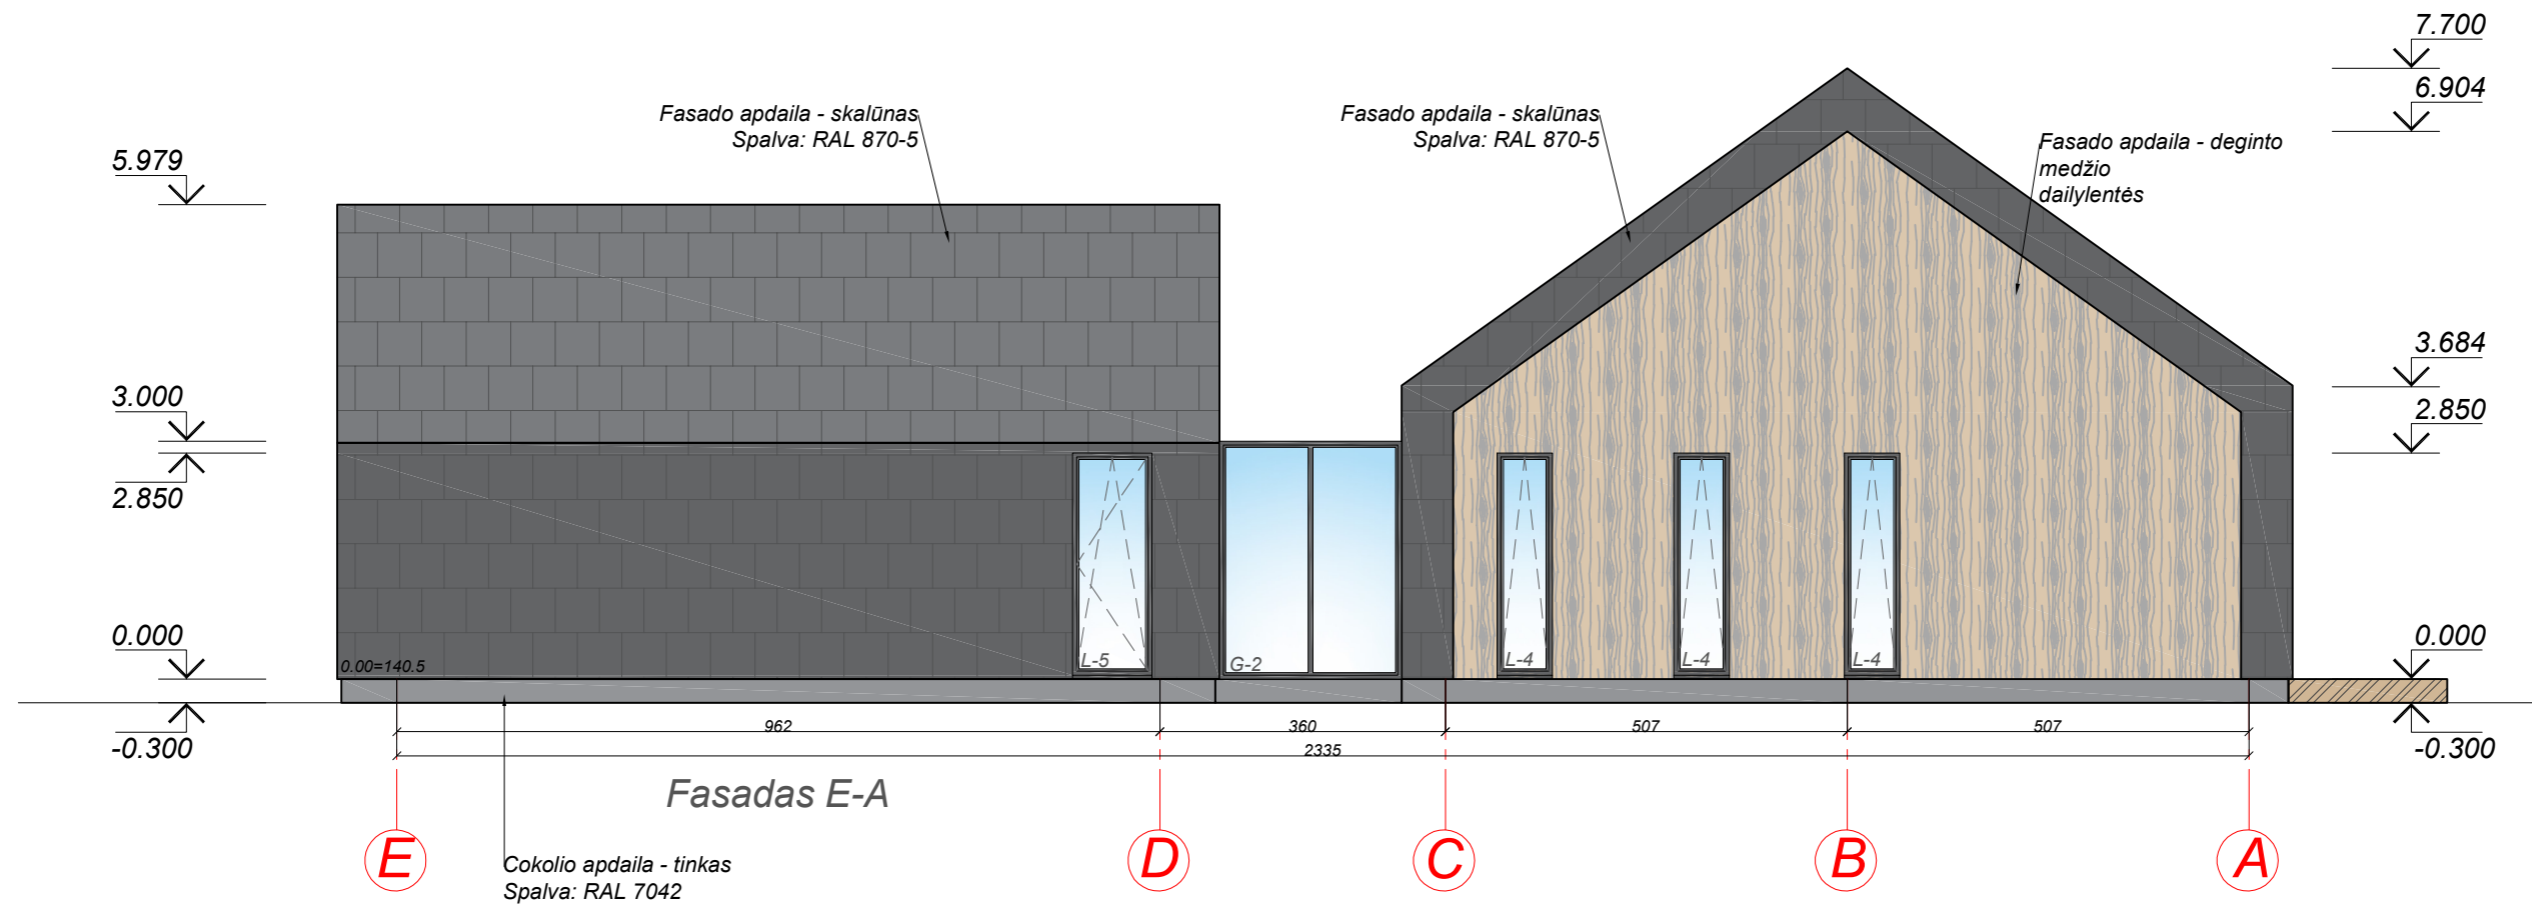 7.700
6.904
Fasado apdaila - skalūnas
Spalva: RAL 870-5
Fasado apdaila - skalūnas
Spalva: RAL 870-5
Fasado apdaila - deginto
medžio
dailylentės
5.979
3.684
3.000
2.850
2.850
0.000
0.000
0.00=140.5
L-5
G-2
L-4
L-4
L-4
-0.300
-0.300
962
360
507
507
2335
Fasadas E-A
E
D
C
B
A
Cokolio apdaila - tinkas
Spalva: RAL 7042